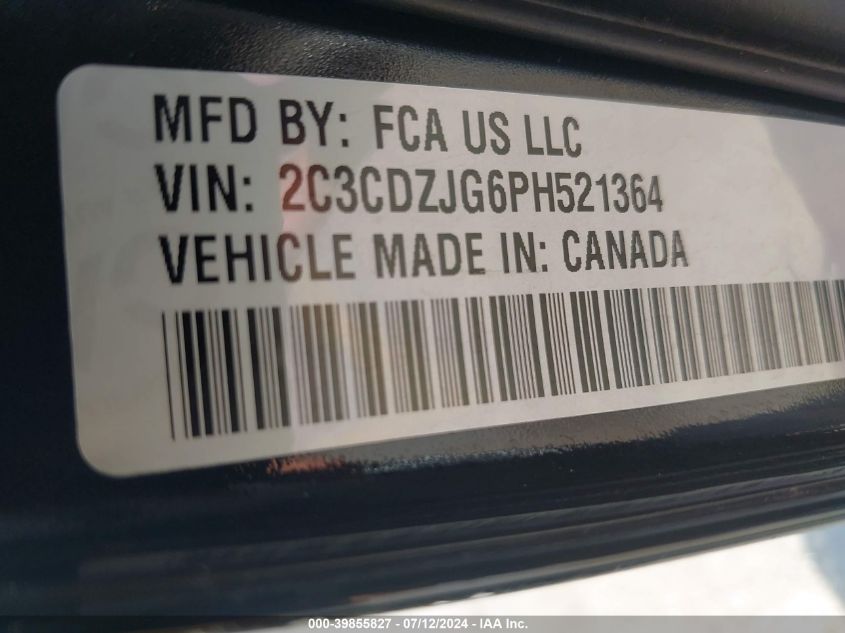 MFD BY: FCA US LLC
VIN: 2C3CDZJG6PH521364
VEHICLE MADE IN: CANADA
000-39855827 - 07/12/2024 - IAA Inc.